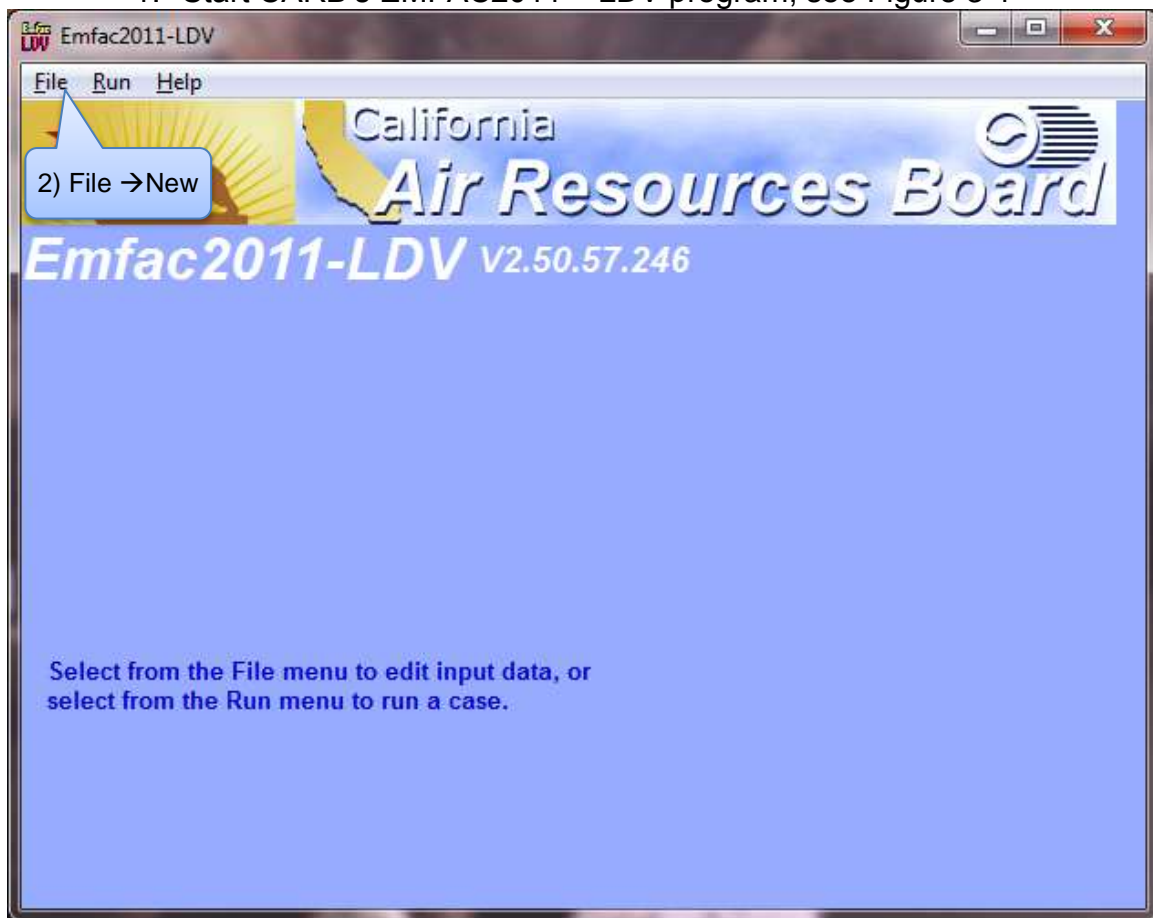 Emfac2011-LDV
File Run Help
California
Air Resources Board
2) File →New
Emfac2011-LDV V2.50.57.246
Select from the File menu to edit input data, or
select from the Run menu to run a case.